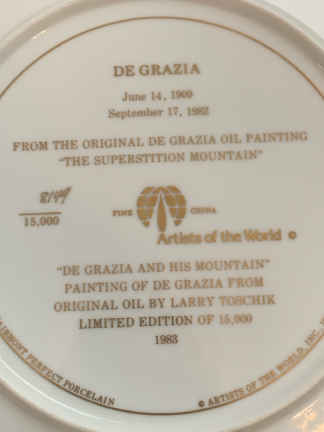 DE GRAZIA
June 14, 1909
September 17, 1982
FROM THE ORIGINAL DE GRAZIA OIL PAINTING
"THE SUPERSTITION MOUNTAIN"
15,000
FINE CHINA
Artists of the World ©
"DE GRAZIA AND HIS MOUNTAIN"
PAINTING OF DE GRAZIA FROM
ORIGINAL OIL BY LARRY TOSCHIK
LIMITED EDITION OF 15,000
1983
FAIRMONT PERFECT PORCELAIN
© ARTISTS OF THE WORLD, INC.